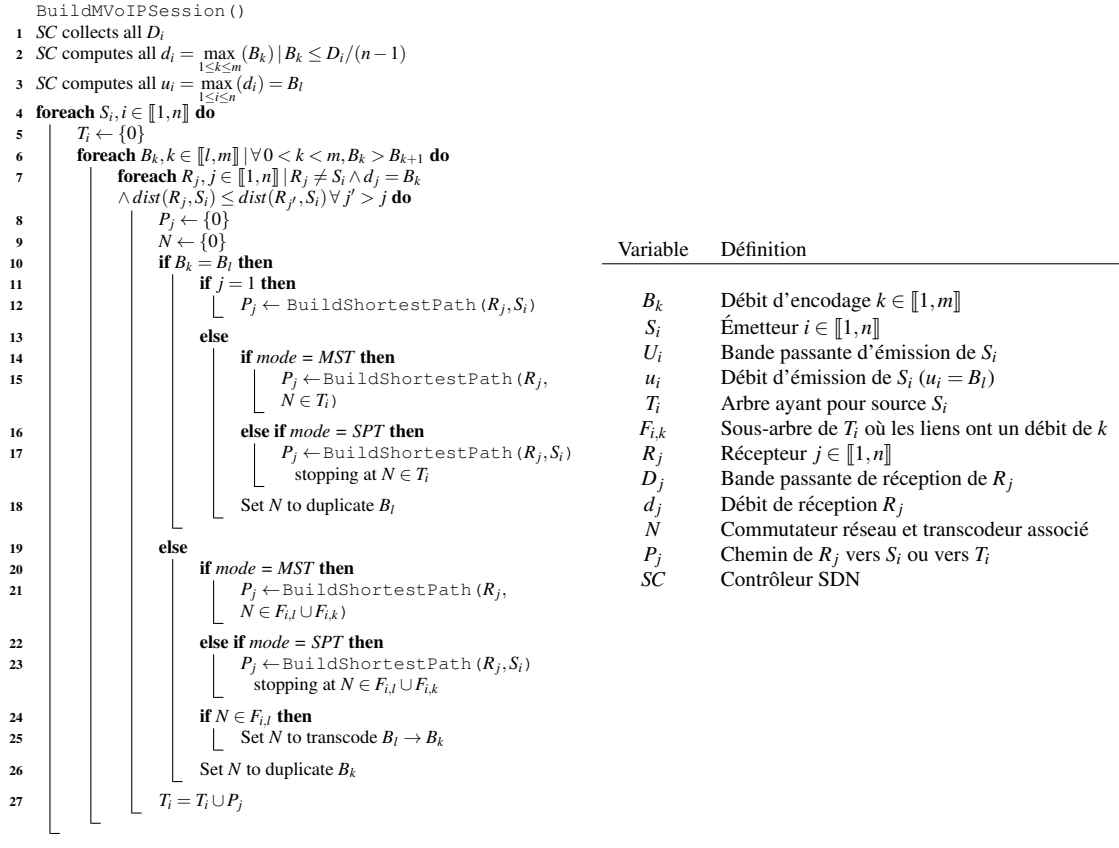 BuildMVoIPSession()
1 SC collects all D_i
2 SC computes all d_i = max_{1≤k≤m}(B_k) | B_k ≤ D_i/(n−1)
3 SC computes all u_i = max_{1≤i≤n}(d_i) = B_l
4 foreach S_i, i ∈ ⟦1,n⟧ do
5 T_i ← {0}
6 foreach B_k, k ∈ ⟦l,m⟧ | ∀ 0 < k < m, B_k > B_{k+1} do
7 foreach R_j, j ∈ ⟦1,n⟧ | R_j ≠ S_i ∧ d_j = B_k
∧ dist(R_j, S_i) ≤ dist(R_{j′}, S_i) ∀ j′ > j do
8 P_j ← {0}
9 N ← {0}
10 if B_k = B_l then
11 if j = 1 then
12 P_j ← BuildShortestPath(R_j, S_i)
13 else
14 if mode = MST then
15 P_j ←BuildShortestPath(R_j,
N ∈ T_i)
16 else if mode = SPT then
17 P_j ←BuildShortestPath(R_j, S_i)
stopping at N ∈ T_i
18 Set N to duplicate B_l
19 else
20 if mode = MST then
21 P_j ←BuildShortestPath(R_j,
N ∈ F_{i,l} ∪ F_{i,k})
22 else if mode = SPT then
23 P_j ←BuildShortestPath(R_j, S_i)
stopping at N ∈ F_{i,l} ∪ F_{i,k}
24 if N ∈ F_{i,l} then
25 Set N to transcode B_l → B_k
26 Set N to duplicate B_k
27 T_i = T_i ∪ P_j
Variable Définition
B_k Débit d'encodage k ∈ ⟦1,m⟧
S_i Émetteur i ∈ ⟦1,n⟧
U_i Bande passante d'émission de S_i
u_i Débit d'émission de S_i (u_i = B_l)
T_i Arbre ayant pour source S_i
F_{i,k} Sous-arbre de T_i où les liens ont un débit de k
R_j Récepteur j ∈ ⟦1,n⟧
D_j Bande passante de réception de R_j
d_j Débit de réception R_j
N Commutateur réseau et transcodeur associé
P_j Chemin de R_j vers S_i ou vers T_i
SC Contrôleur SDN